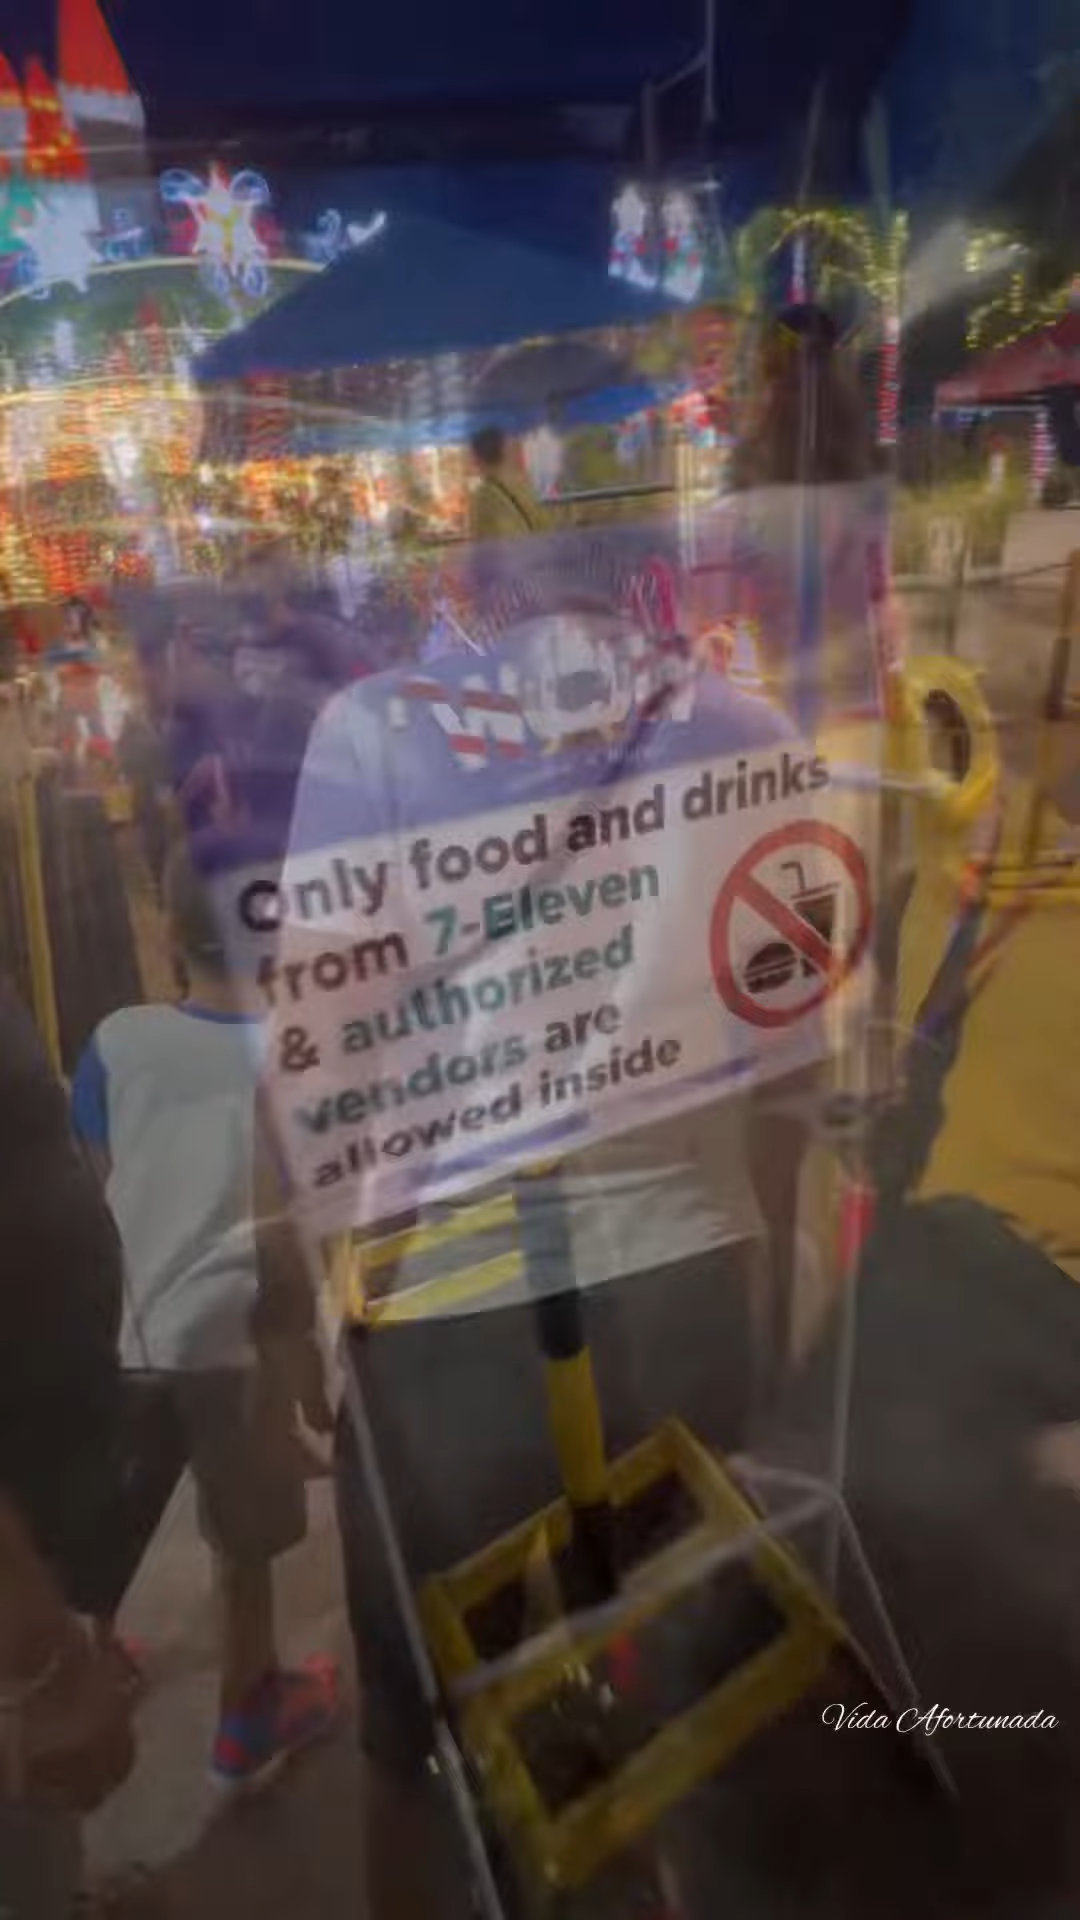 Only food and drinks
from 7-Eleven
& authorized
vendors are
allowed inside
Vida Afortunada